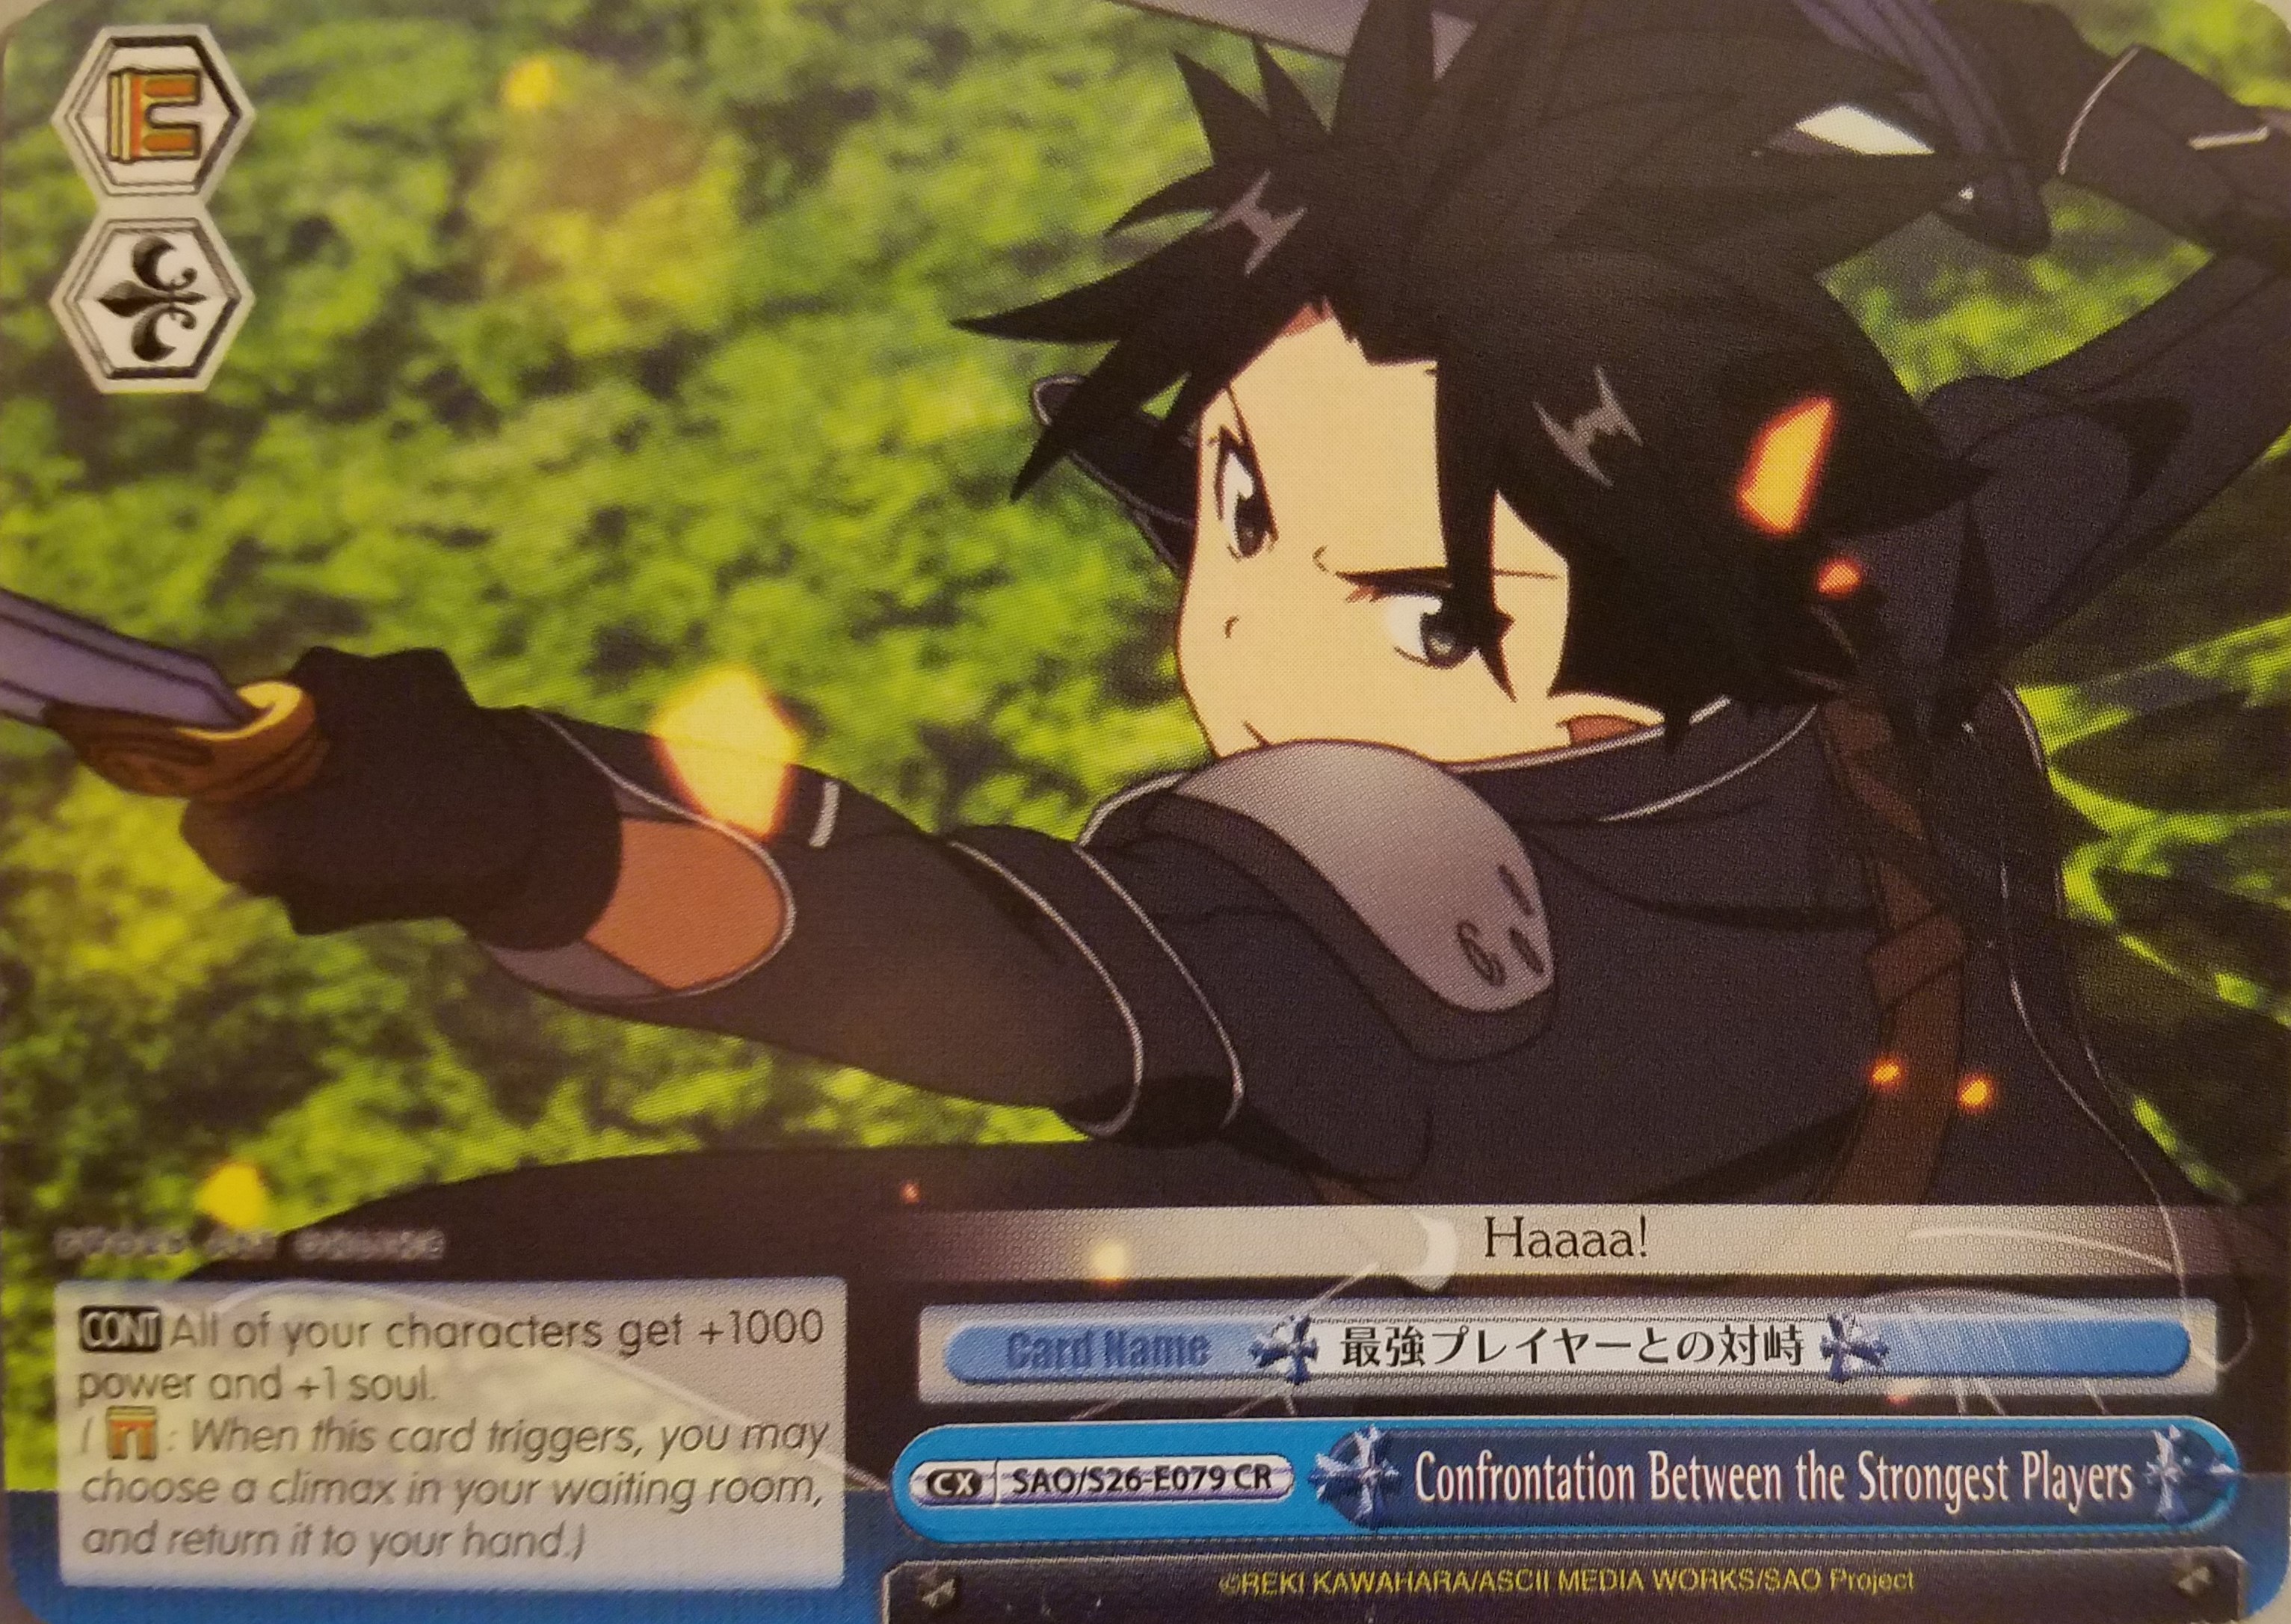 Haaaa!
CONT All of your characters get +1000
power and +1 soul.
( : When this card triggers, you may
choose a climax in your waiting room,
and return it to your hand.)
Card Name 最強プレイヤーとの対峙
CX SAO/S26-E079 CR Confrontation Between the Strongest Players
©REKI KAWAHARA/ASCII MEDIA WORKS/SAO Project